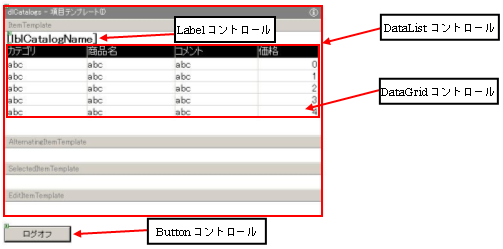 dlCatalogs - 項目テンプレート
ItemTemplate
[lblCatalogName]
カテゴリ 商品名 コメント 価格
abc abc abc 0
abc abc abc 1
abc abc abc 2
abc abc abc 3
abc abc abc 4
AlternatingItemTemplate
SelectedItemTemplate
EditItemTemplate
ログオフ
Label コントロール
DataList コントロール
DataGrid コントロール
Button コントロール